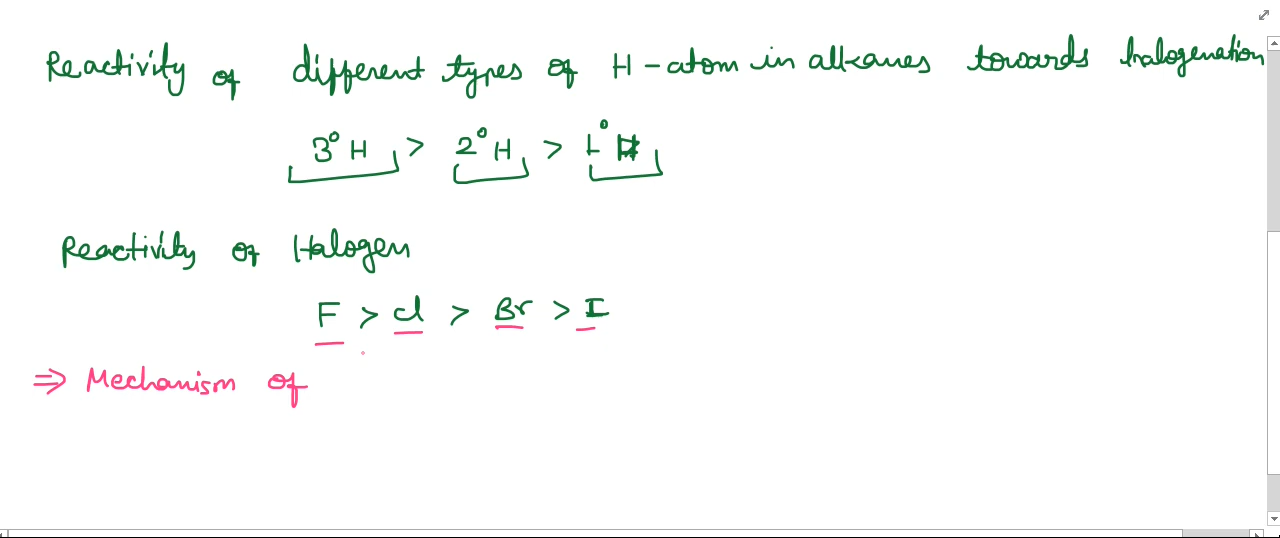 Reactivity of different types of H-atom in alkanes towards halogenation
3° H > 2° H > 1° H
Reactivity of Halogen
F > Cl > Br > I
⇒ Mechanism of